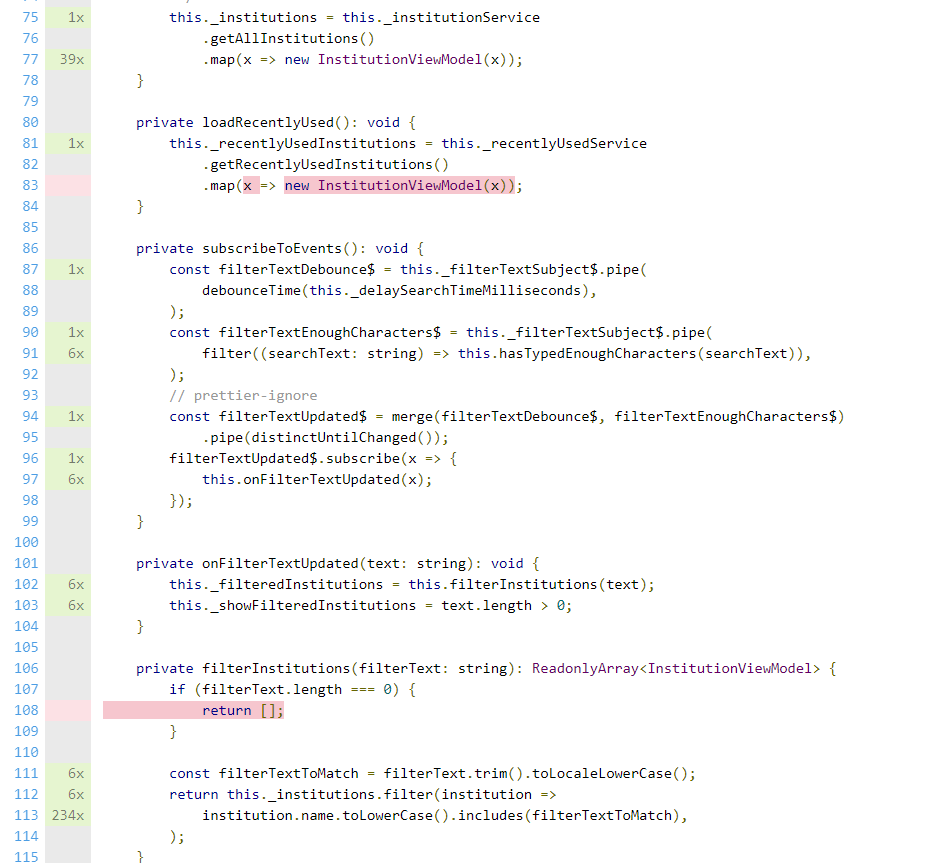 75 1x this._institutions = this._institutionService
76 .getAllInstitutions()
77 39x .map(x => new InstitutionViewModel(x));
78 }
79
80 private loadRecentlyUsed(): void {
81 1x this._recentlyUsedInstitutions = this._recentlyUsedService
82 .getRecentlyUsedInstitutions()
83 .map(x => new InstitutionViewModel(x));
84 }
85
86 private subscribeToEvents(): void {
87 1x const filterTextDebounce$ = this._filterTextSubject$.pipe(
88 debounceTime(this._delaySearchTimeMilliseconds),
89 );
90 1x const filterTextEnoughCharacters$ = this._filterTextSubject$.pipe(
91 6x filter((searchText: string) => this.hasTypedEnoughCharacters(searchText)),
92 );
93 // prettier-ignore
94 1x const filterTextUpdated$ = merge(filterTextDebounce$, filterTextEnoughCharacters$)
95 .pipe(distinctUntilChanged());
96 1x filterTextUpdated$.subscribe(x => {
97 6x this.onFilterTextUpdated(x);
98 });
99 }
100
101 private onFilterTextUpdated(text: string): void {
102 6x this._filteredInstitutions = this.filterInstitutions(text);
103 6x this._showFilteredInstitutions = text.length > 0;
104 }
105
106 private filterInstitutions(filterText: string): ReadonlyArray<InstitutionViewModel> {
107 if (filterText.length === 0) {
108 return [];
109 }
110
111 6x const filterTextToMatch = filterText.trim().toLocaleLowerCase();
112 6x return this._institutions.filter(institution =>
113 234x institution.name.toLowerCase().includes(filterTextToMatch),
114 );
115 }